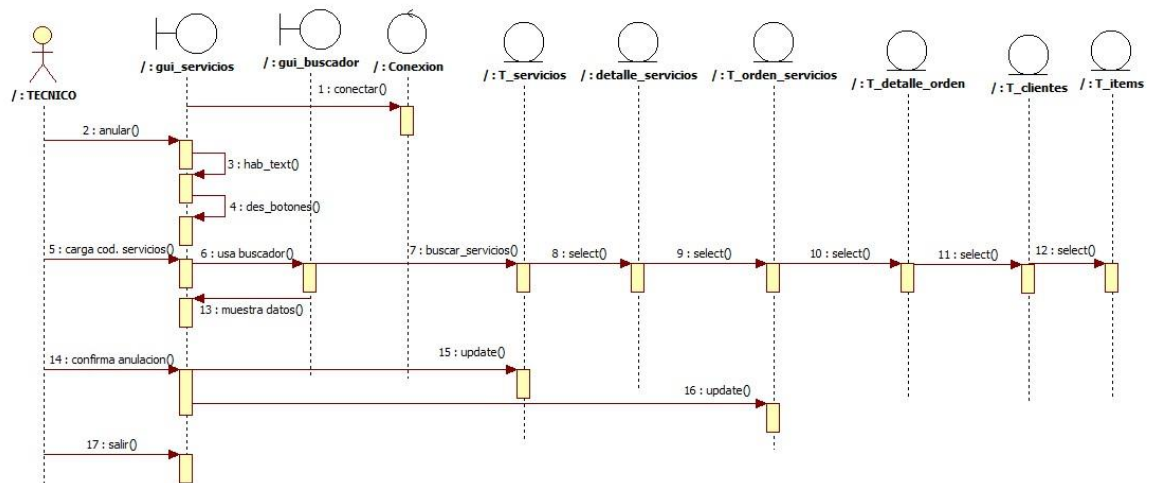 / : TECNICO
/ : gui_servicios
/ : gui_buscador
/ : Conexion
/ : T_servicios
/ : detalle_servicios
/ : T_orden_servicios
/ : T_detalle_orden
/ : T_clientes
/ : T_items
1 : conectar()
2 : anular()
3 : hab_text()
4 : des_botones()
5 : carga cod. servicios()
6 : usa buscador()
7 : buscar_servicios()
8 : select()
9 : select()
10 : select()
11 : select()
12 : select()
13 : muestra datos()
14 : confirma anulacion()
15 : update()
16 : update()
17 : salir()